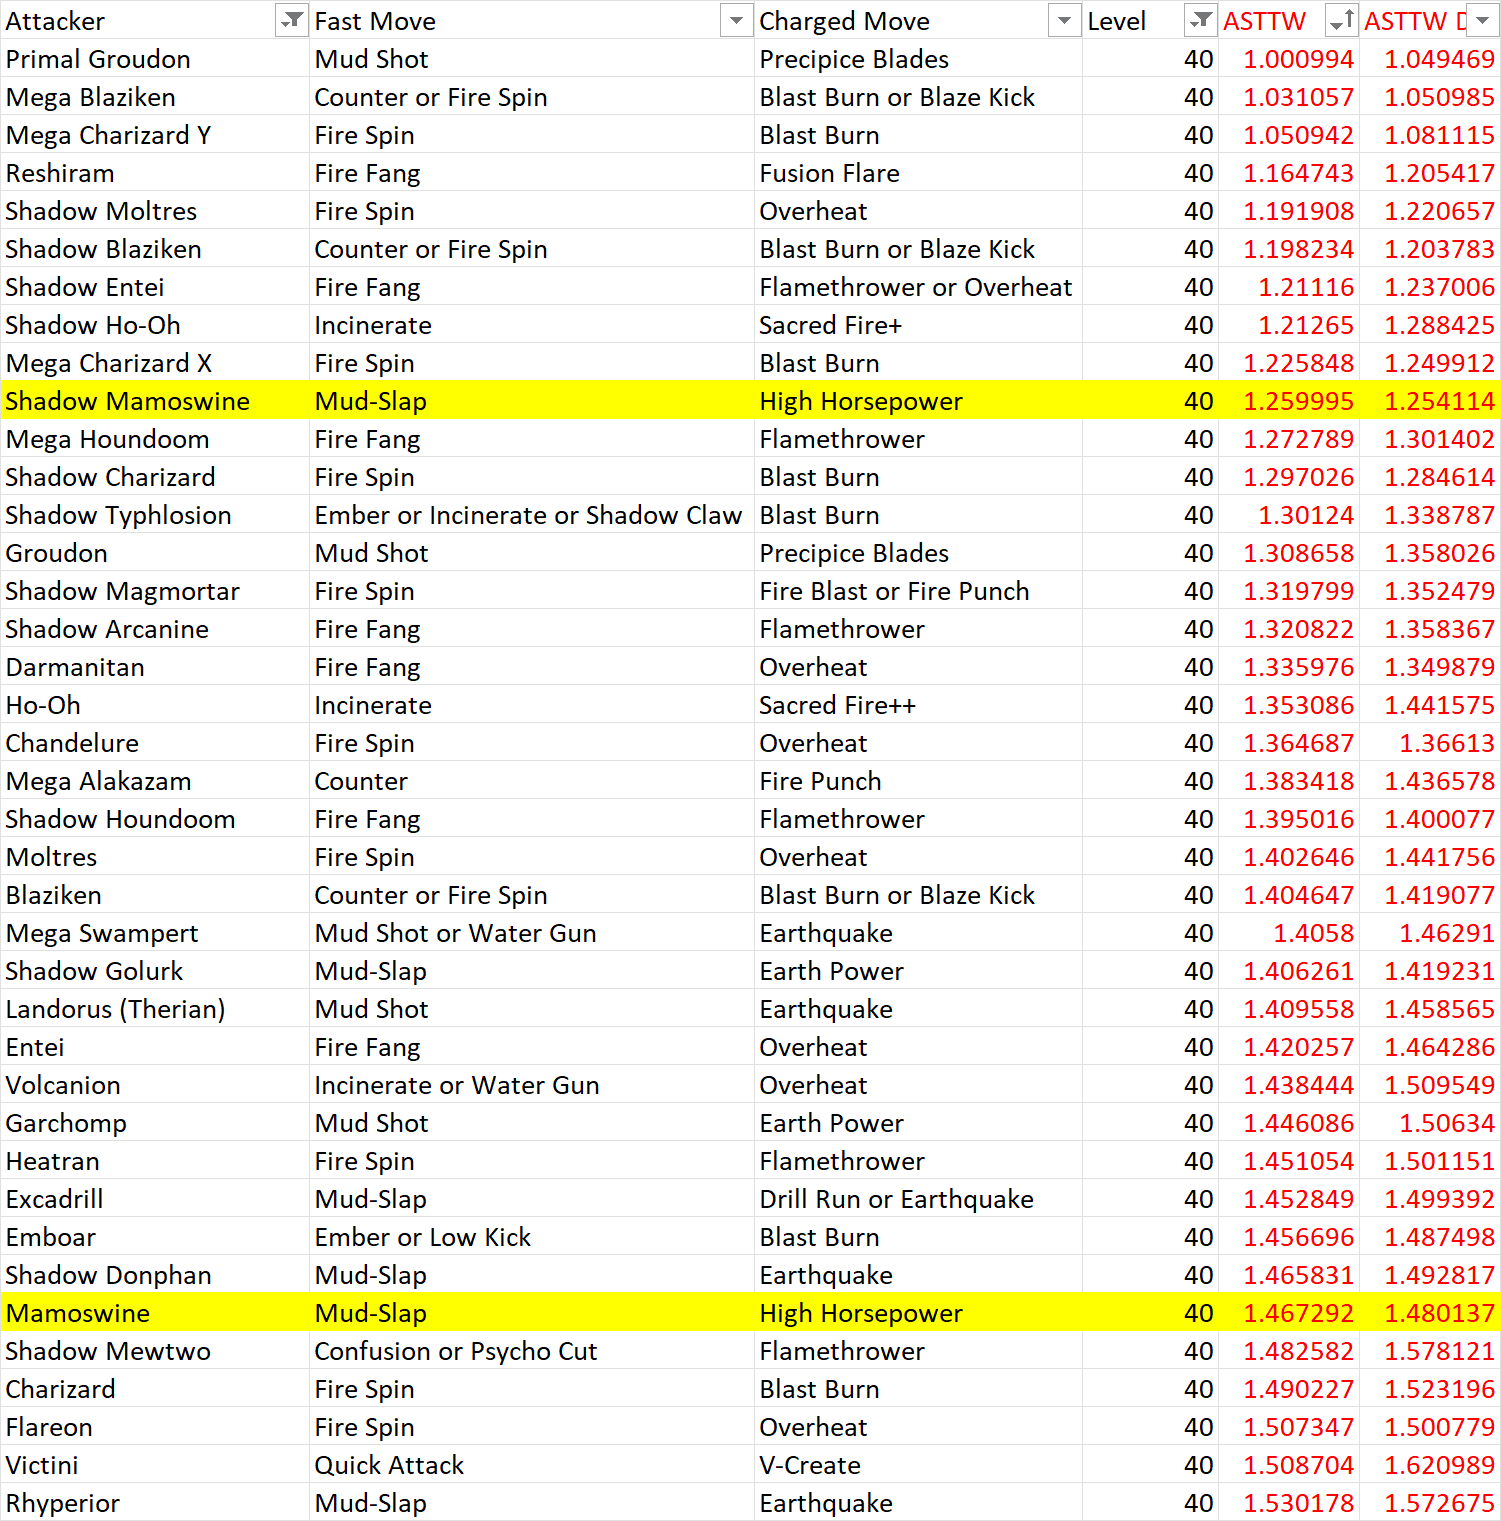 Attacker Fast Move Charged Move Level ASTTW ASTTW D
Primal Groudon Mud Shot Precipice Blades 40 1.000994 1.049469
Mega Blaziken Counter or Fire Spin Blast Burn or Blaze Kick 40 1.031057 1.050985
Mega Charizard Y Fire Spin Blast Burn 40 1.050942 1.081115
Reshiram Fire Fang Fusion Flare 40 1.164743 1.205417
Shadow Moltres Fire Spin Overheat 40 1.191908 1.220657
Shadow Blaziken Counter or Fire Spin Blast Burn or Blaze Kick 40 1.198234 1.203783
Shadow Entei Fire Fang Flamethrower or Overheat 40 1.21116 1.237006
Shadow Ho-Oh Incinerate Sacred Fire+ 40 1.21265 1.288425
Mega Charizard X Fire Spin Blast Burn 40 1.225848 1.249912
Shadow Mamoswine Mud-Slap High Horsepower 40 1.259995 1.254114
Mega Houndoom Fire Fang Flamethrower 40 1.272789 1.301402
Shadow Charizard Fire Spin Blast Burn 40 1.297026 1.284614
Shadow Typhlosion Ember or Incinerate or Shadow Claw Blast Burn 40 1.30124 1.338787
Groudon Mud Shot Precipice Blades 40 1.308658 1.358026
Shadow Magmortar Fire Spin Fire Blast or Fire Punch 40 1.319799 1.352479
Shadow Arcanine Fire Fang Flamethrower 40 1.320822 1.358367
Darmanitan Fire Fang Overheat 40 1.335976 1.349879
Ho-Oh Incinerate Sacred Fire++ 40 1.353086 1.441575
Chandelure Fire Spin Overheat 40 1.364687 1.36613
Mega Alakazam Counter Fire Punch 40 1.383418 1.436578
Shadow Houndoom Fire Fang Flamethrower 40 1.395016 1.400077
Moltres Fire Spin Overheat 40 1.402646 1.441756
Blaziken Counter or Fire Spin Blast Burn or Blaze Kick 40 1.404647 1.419077
Mega Swampert Mud Shot or Water Gun Earthquake 40 1.4058 1.46291
Shadow Golurk Mud-Slap Earth Power 40 1.406261 1.419231
Landorus (Therian) Mud Shot Earthquake 40 1.409558 1.458565
Entei Fire Fang Overheat 40 1.420257 1.464286
Volcanion Incinerate or Water Gun Overheat 40 1.438444 1.509549
Garchomp Mud Shot Earth Power 40 1.446086 1.50634
Heatran Fire Spin Flamethrower 40 1.451054 1.501151
Excadrill Mud-Slap Drill Run or Earthquake 40 1.452849 1.499392
Emboar Ember or Low Kick Blast Burn 40 1.456696 1.487498
Shadow Donphan Mud-Slap Earthquake 40 1.465831 1.492817
Mamoswine Mud-Slap High Horsepower 40 1.467292 1.480137
Shadow Mewtwo Confusion or Psycho Cut Flamethrower 40 1.482582 1.578121
Charizard Fire Spin Blast Burn 40 1.490227 1.523196
Flareon Fire Spin Overheat 40 1.507347 1.500779
Victini Quick Attack V-Create 40 1.508704 1.620989
Rhyperior Mud-Slap Earthquake 40 1.530178 1.572675